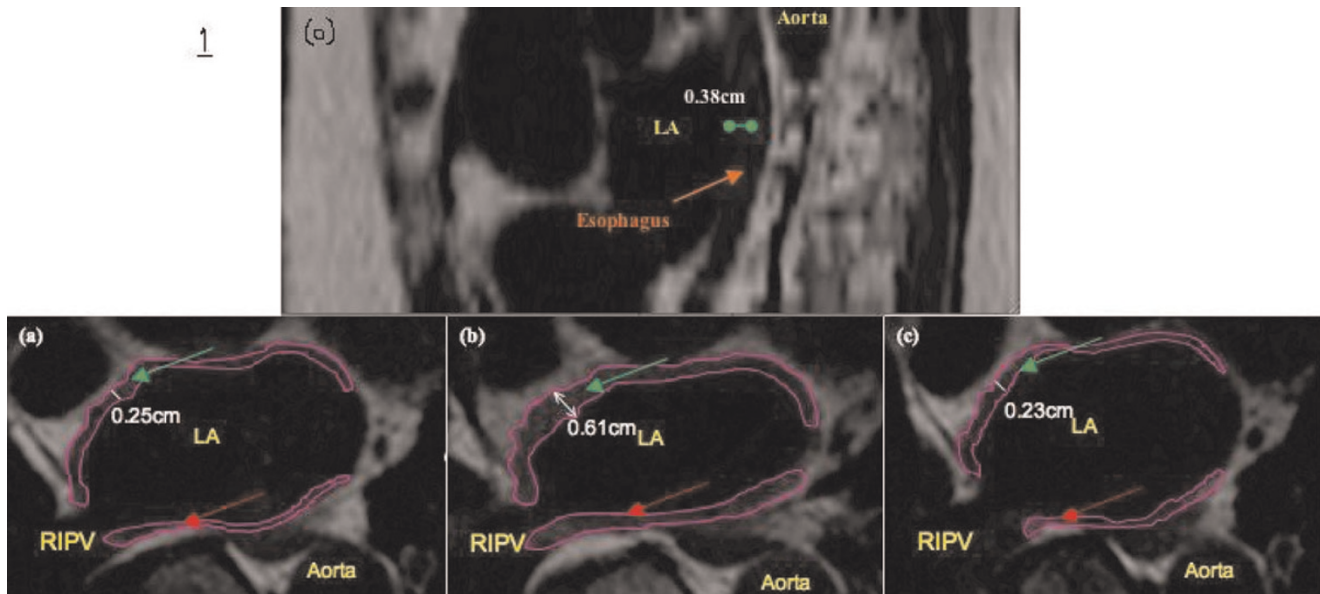 1
(a)
Aorta
0.38cm
LA
Esophagus
(a)
0.25cm
LA
RIPV
Aorta
(b)
0.61cm
LA
RIPV
Aorta
(c)
0.23cm
LA
RIPV
Aorta